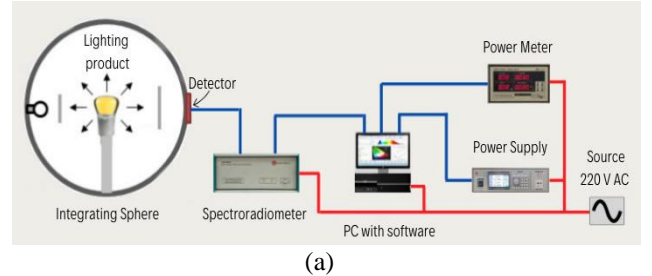 Lighting
product
Detector
Power Meter
Power Supply
Source
220 V AC
Integrating Sphere
Spectroradiometer
PC with software
(a)